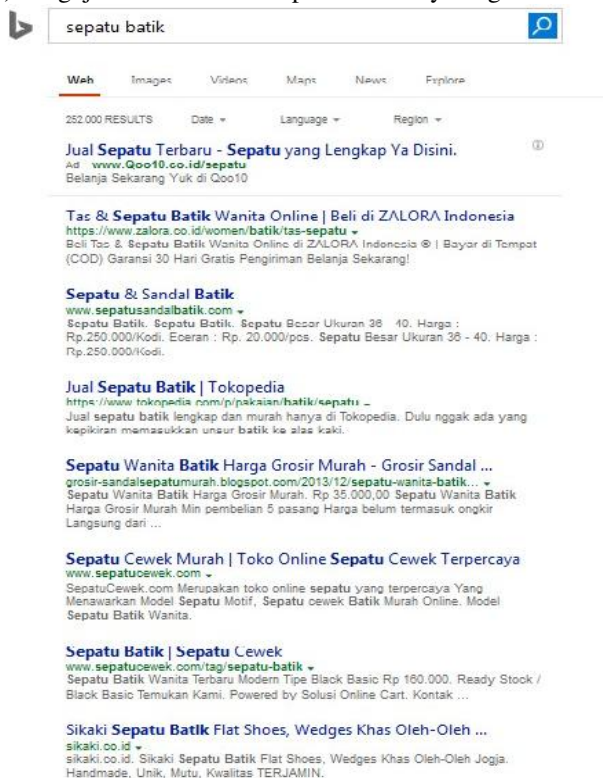 sepatu batik
Web Images Videos Maps News Explore
252.000 RESULTS Date Language Region
Jual Sepatu Terbaru - Sepatu yang Lengkap Ya Disini.
Ad www.Qoo10.co.id/sepatu
Belanja Sekarang Yuk di Qoo10
Tas & Sepatu Batik Wanita Online | Beli di ZALORA Indonesia
https://www.zalora.co.id/women/batik/tas-sepatu
Beli Tas & Sepatu Batik Wanita Online di ZALORA Indonesia ® | Bayar di Tempat
(COD) Garansi 30 Hari Gratis Pengiriman Belanja Sekarang!
Sepatu & Sandal Batik
www.sepatusandalbatik.com
Sepatu Batik. Sepatu Batik. Sepatu Besar Ukuran 36 - 40. Harga :
Rp.250.000/Kodi. Eceran : Rp. 20.000/pcs. Sepatu Besar Ukuran 36 - 40. Harga :
Rp.250.000/Kodi.
Jual Sepatu Batik | Tokopedia
https://www.tokopedia.com/p/pakaian/batik/sepatu
Jual sepatu batik lengkap dan murah hanya di Tokopedia. Dulu nggak ada yang
kepikiran memasukkan unsur batik ke alas kaki.
Sepatu Wanita Batik Harga Grosir Murah - Grosir Sandal ...
grosir-sandalsepatumurah.blogspot.com/2013/12/sepatu-wanita-batik...
Sepatu Wanita Batik Harga Grosir Murah. Rp 35.000,00 Sepatu Wanita Batik
Harga Grosir Murah Min pembelian 5 pasang Harga belum termasuk ongkir
Langsung dari ...
Sepatu Cewek Murah | Toko Online Sepatu Cewek Terpercaya
www.sepatucewek.com
SepatuCewek.com Merupakan toko online sepatu yang terpercaya Yang
Menawarkan Model Sepatu Motif, Sepatu cewek Batik Murah Online. Model
Sepatu Batik Wanita.
Sepatu Batik | Sepatu Cewek
www.sepatucewek.com/tag/sepatu-batik
Sepatu Batik Wanita Terbaru Modern Tipe Black Basic Rp 160.000. Ready Stock /
Black Basic Temukan Kami. Powered by Solusi Online Cart. Kontak ...
Sikaki Sepatu Batik Flat Shoes, Wedges Khas Oleh-Oleh ...
sikaki.co.id
sikaki.co.id. Sikaki Sepatu Batik Flat Shoes, Wedges Khas Oleh-Oleh Jogja.
Handmade, Unik, Mutu, Kwalitas TERJAMIN.